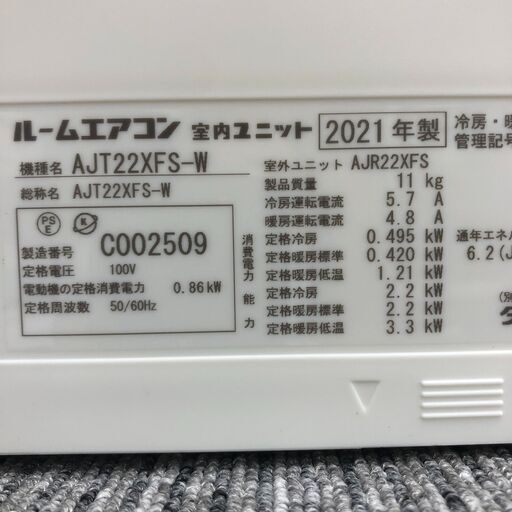 ルームエアコン 室内ユニット 2021年製 冷房・暖
管理記号
機種名 AJT22XFS-W
総称名 AJT22XFS-W
PS
E
製造番号 C002509
定格電圧 100V
電動機の定格消費電力 0.86kW
定格周波数 50/60Hz
室外ユニット AJR22XFS
製品質量 11 kg
冷房運転電流 5.7 A
暖房運転電流 4.8 A
消費電力
定格冷房 0.495 kW
定格暖房標準 0.420 kW
定格暖房低温 1.21 kW
能力
定格冷房 2.2 kW
定格暖房標準 2.2 kW
定格暖房低温 3.3 kW
通年エネル
6.2(J
(別
ダ